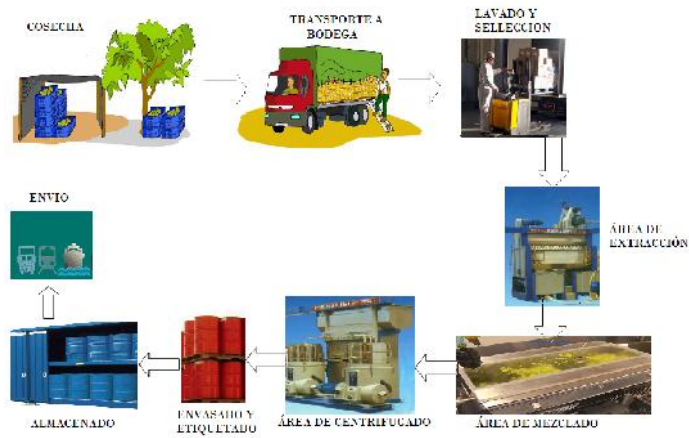 COSECHA
TRANSPORTE A
BODEGA
LAVADO Y
SELLECCION
ÁREA DE
EXTRACCIÓN
ÁREA DE MEZCLADO
ÁREA DE CENTRIFUGADO
ENVASADO Y
ETIQUETADO
ALMACENADO
ENVIO